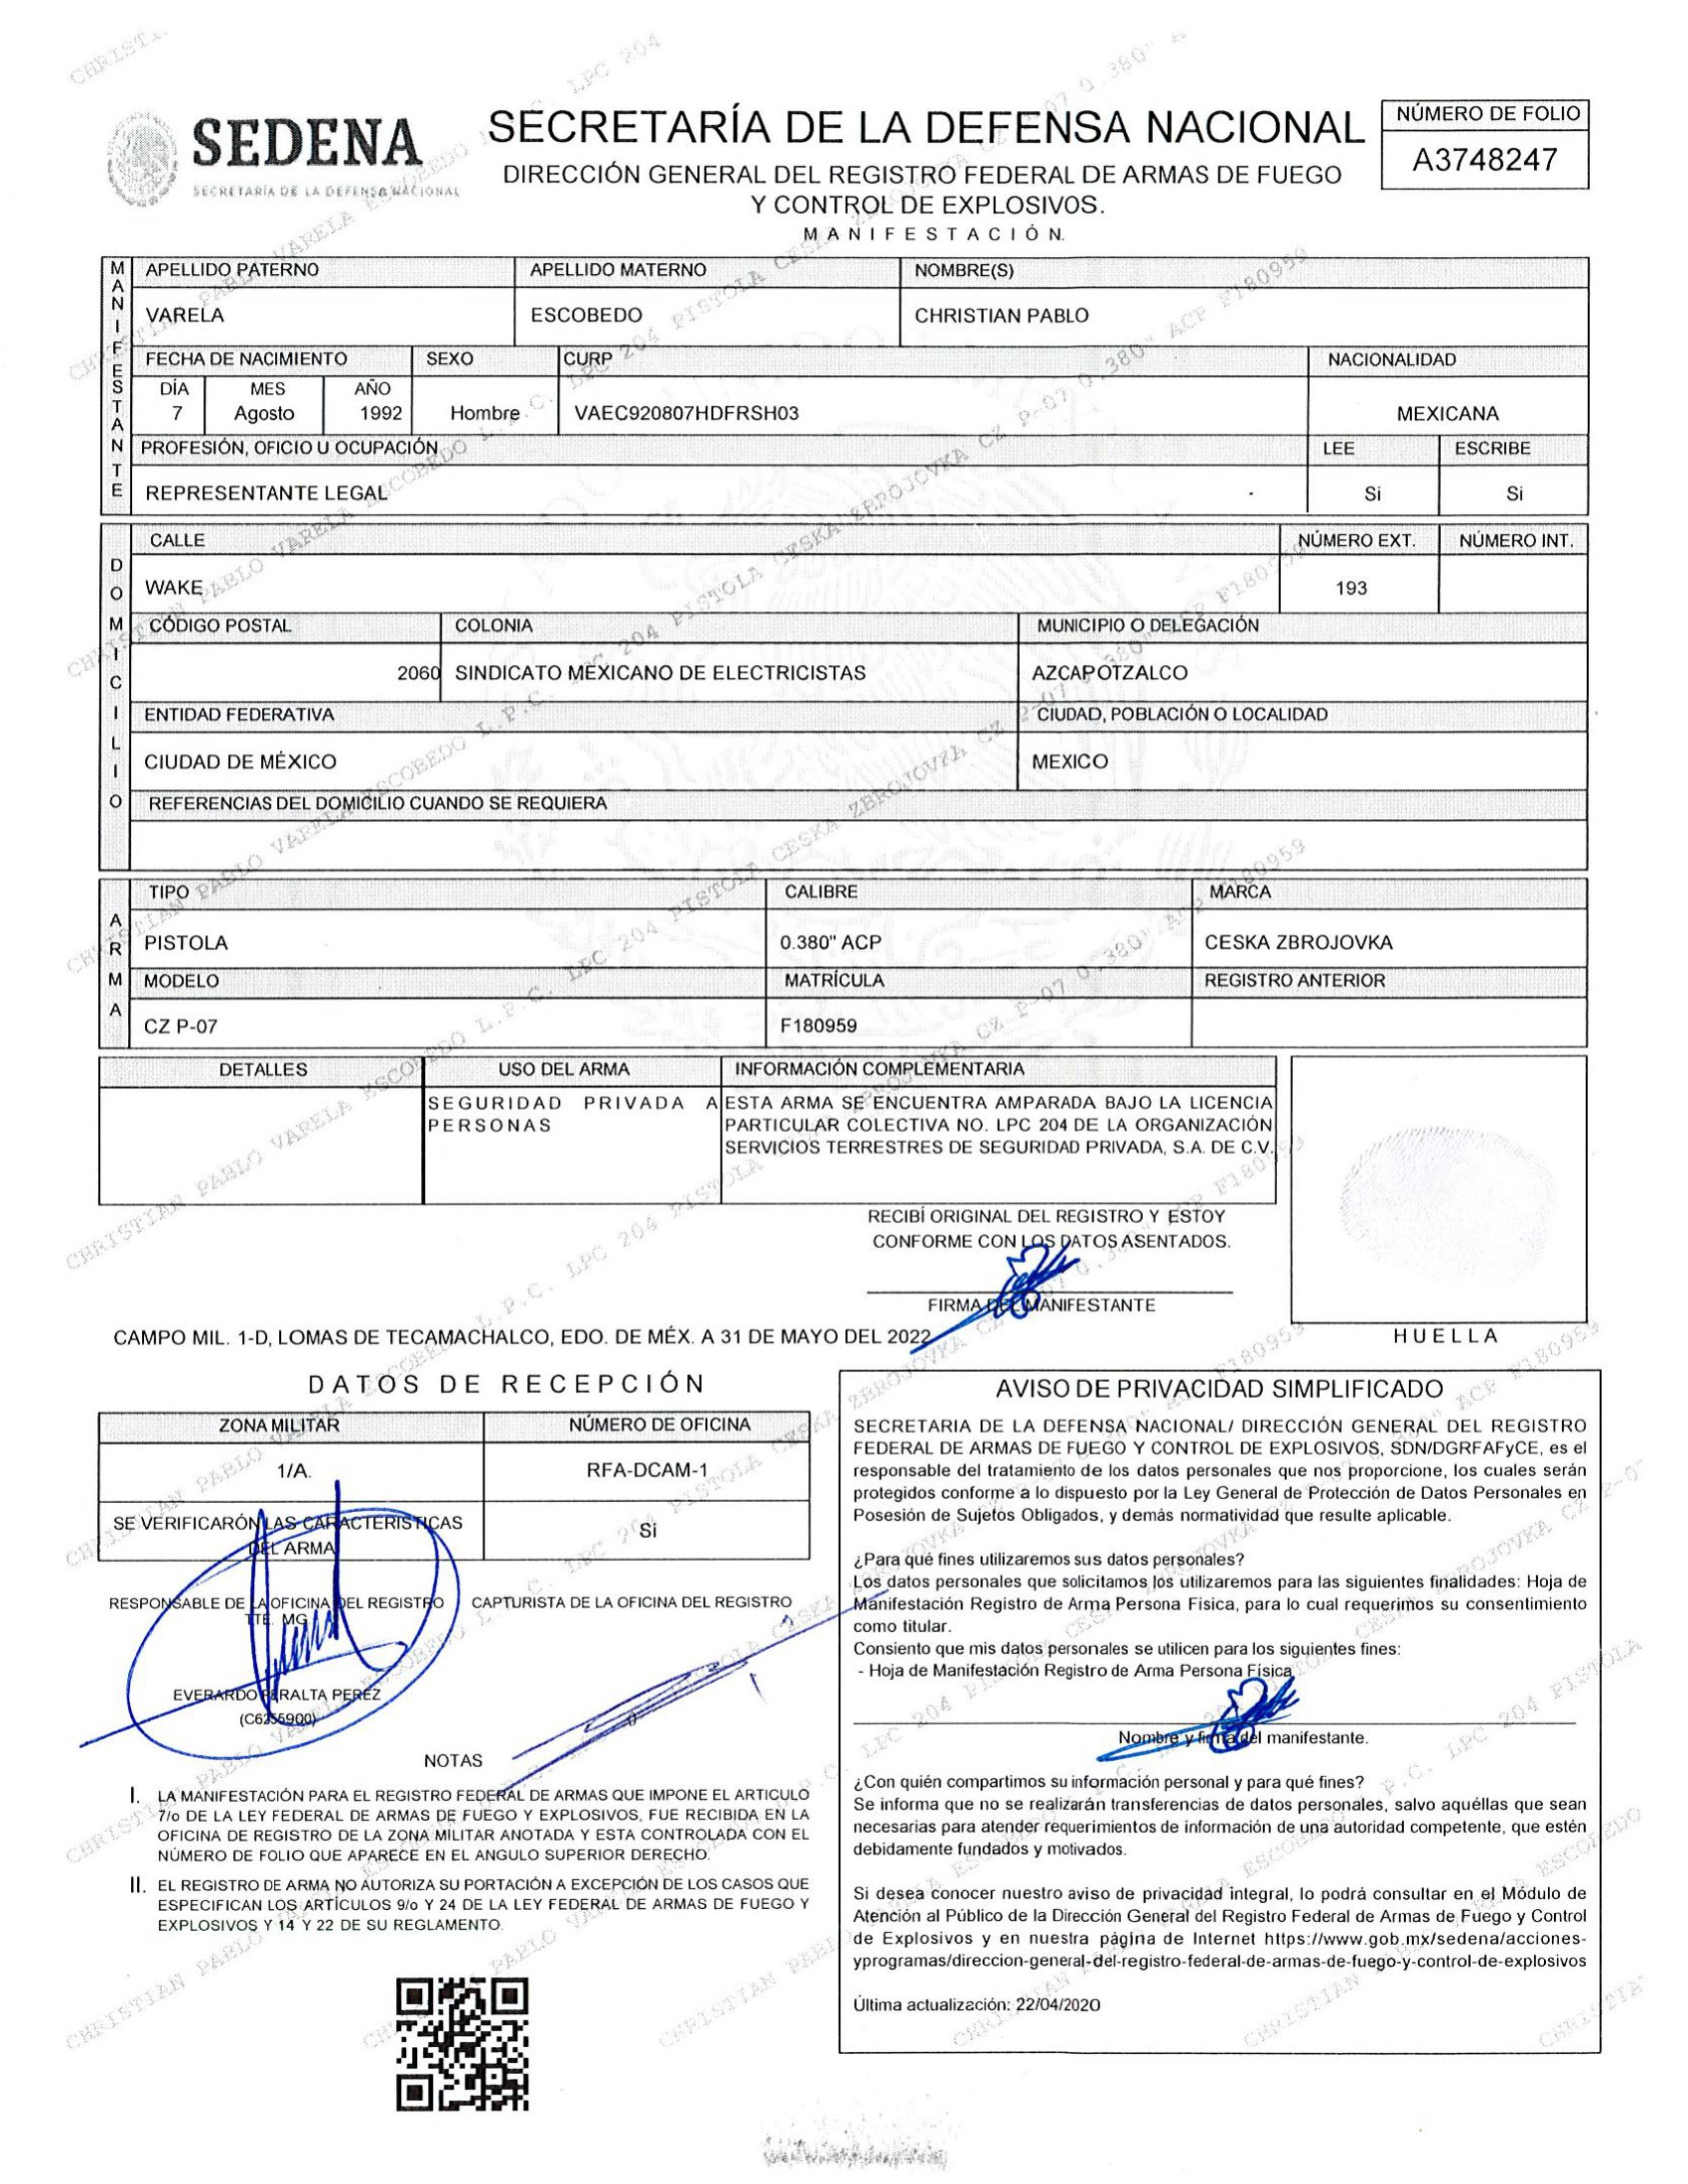 SEDENA
SECRETARÍA DE LA DEFENSA NACIONAL
SECRETARÍA DE LA DEFENSA NACIONAL
DIRECCIÓN GENERAL DEL REGISTRO FEDERAL DE ARMAS DE FUEGO
Y CONTROL DE EXPLOSIVOS.
MANIFESTACIÓN.
NÚMERO DE FOLIO
A3748247
MANIFESTANTE
APELLIDO PATERNO APELLIDO MATERNO NOMBRE(S)
VARELA ESCOBEDO CHRISTIAN PABLO
FECHA DE NACIMIENTO SEXO CURP NACIONALIDAD
DÍA MES AÑO
7 Agosto 1992 Hombre VAEC920807HDFRSH03 MEXICANA
PROFESIÓN, OFICIO U OCUPACIÓN LEE ESCRIBE
REPRESENTANTE LEGAL Si Si
DOMICILIO
CALLE NÚMERO EXT. NÚMERO INT.
WAKE 193
CÓDIGO POSTAL COLONIA MUNICIPIO O DELEGACIÓN
2060 SINDICATO MEXICANO DE ELECTRICISTAS AZCAPOTZALCO
ENTIDAD FEDERATIVA CIUDAD, POBLACIÓN O LOCALIDAD
CIUDAD DE MÉXICO MEXICO
REFERENCIAS DEL DOMICILIO CUANDO SE REQUIERA
ARMA
TIPO CALIBRE MARCA
PISTOLA 0.380" ACP CESKA ZBROJOVKA
MODELO MATRÍCULA REGISTRO ANTERIOR
CZ P-07 F180959
DETALLES USO DEL ARMA INFORMACIÓN COMPLEMENTARIA
SEGURIDAD PRIVADA A
PERSONAS
ESTA ARMA SE ENCUENTRA AMPARADA BAJO LA LICENCIA
PARTICULAR COLECTIVA NO. LPC 204 DE LA ORGANIZACIÓN
SERVICIOS TERRESTRES DE SEGURIDAD PRIVADA, S.A. DE C.V.
RECIBÍ ORIGINAL DEL REGISTRO Y ESTOY
CONFORME CON LOS DATOS ASENTADOS.
FIRMA DEL MANIFESTANTE
HUELLA
CAMPO MIL. 1-D, LOMAS DE TECAMACHALCO, EDO. DE MÉX. A 31 DE MAYO DEL 2022
DATOS DE RECEPCIÓN
ZONA MILITAR NÚMERO DE OFICINA
1/A. RFA-DCAM-1
SE VERIFICARÓN LAS CARACTERISTICAS
DEL ARMA
Si
RESPONSABLE DE LA OFICINA DEL REGISTRO
TTE. MG.
CAPTURISTA DE LA OFICINA DEL REGISTRO
EVERARDO PERALTA PEREZ
(C6255900)
()
NOTAS
I. LA MANIFESTACIÓN PARA EL REGISTRO FEDERAL DE ARMAS QUE IMPONE EL ARTICULO
7/o DE LA LEY FEDERAL DE ARMAS DE FUEGO Y EXPLOSIVOS, FUE RECIBIDA EN LA
OFICINA DE REGISTRO DE LA ZONA MILITAR ANOTADA Y ESTA CONTROLADA CON EL
NÚMERO DE FOLIO QUE APARECE EN EL ANGULO SUPERIOR DERECHO.
II. EL REGISTRO DE ARMA NO AUTORIZA SU PORTACIÓN A EXCEPCIÓN DE LOS CASOS QUE
ESPECIFICAN LOS ARTÍCULOS 9/o Y 24 DE LA LEY FEDERAL DE ARMAS DE FUEGO Y
EXPLOSIVOS Y 14 Y 22 DE SU REGLAMENTO.
AVISO DE PRIVACIDAD SIMPLIFICADO
SECRETARIA DE LA DEFENSA NACIONAL/ DIRECCIÓN GENERAL DEL REGISTRO
FEDERAL DE ARMAS DE FUEGO Y CONTROL DE EXPLOSIVOS, SDN/DGRFAFyCE, es el
responsable del tratamiento de los datos personales que nos proporcione, los cuales serán
protegidos conforme a lo dispuesto por la Ley General de Protección de Datos Personales en
Posesión de Sujetos Obligados, y demás normatividad que resulte aplicable.
¿Para qué fines utilizaremos sus datos personales?
Los datos personales que solicitamos los utilizaremos para las siguientes finalidades: Hoja de
Manifestación Registro de Arma Persona Física, para lo cual requerimos su consentimiento
como titular.
Consiento que mis datos personales se utilicen para los siguientes fines:
- Hoja de Manifestación Registro de Arma Persona Física
Nombre y firma del manifestante.
¿Con quién compartimos su información personal y para qué fines?
Se informa que no se realizarán transferencias de datos personales, salvo aquéllas que sean
necesarias para atender requerimientos de información de una autoridad competente, que estén
debidamente fundados y motivados.
Si desea conocer nuestro aviso de privacidad integral, lo podrá consultar en el Módulo de
Atención al Público de la Dirección General del Registro Federal de Armas de Fuego y Control
de Explosivos y en nuestra página de Internet https://www.gob.mx/sedena/acciones-
yprogramas/direccion-general-del-registro-federal-de-armas-de-fuego-y-control-de-explosivos
Última actualización: 22/04/2020